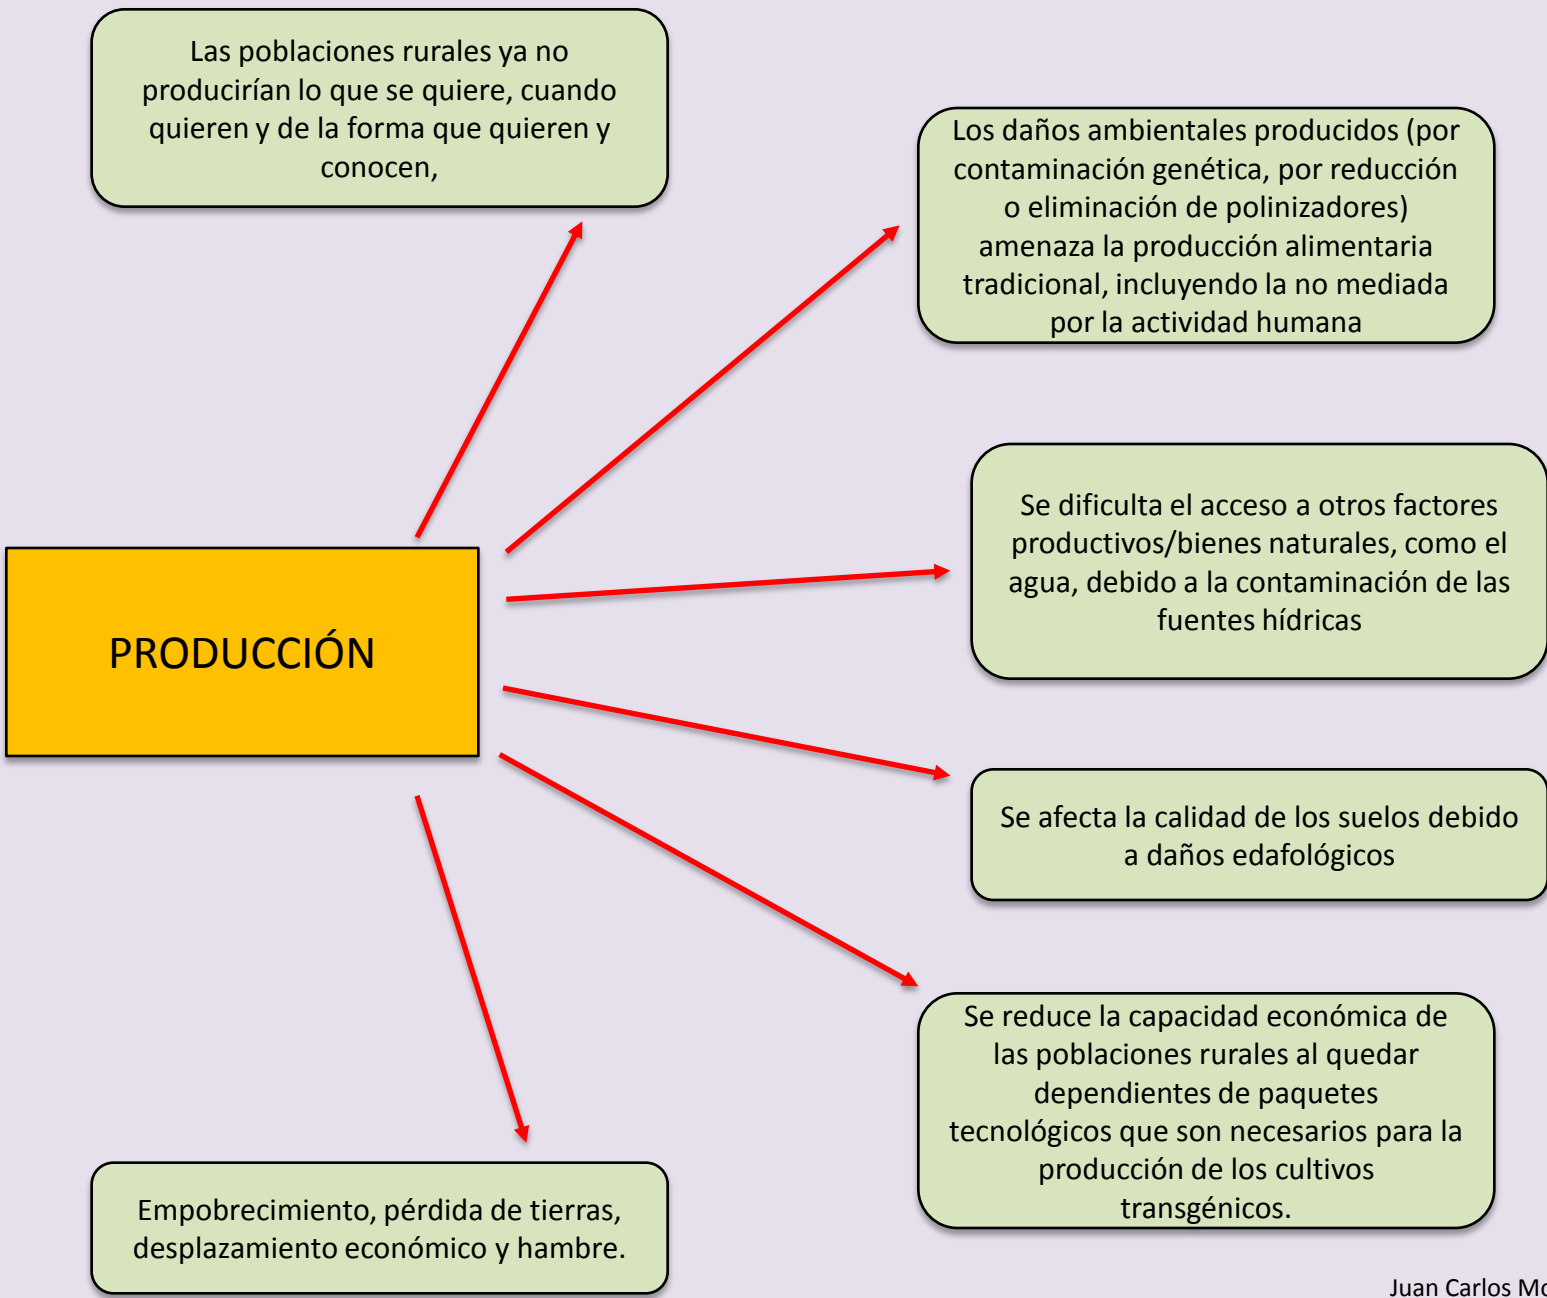 Las poblaciones rurales ya no
producirían lo que se quiere, cuando
quieren y de la forma que quieren y
conocen,
Los daños ambientales producidos (por
contaminación genética, por reducción
o eliminación de polinizadores)
amenaza la producción alimentaria
tradicional, incluyendo la no mediada
por la actividad humana
Se dificulta el acceso a otros factores
productivos/bienes naturales, como el
agua, debido a la contaminación de las
fuentes hídricas
PRODUCCIÓN
Se afecta la calidad de los suelos debido
a daños edafológicos
Se reduce la capacidad económica de
las poblaciones rurales al quedar
dependientes de paquetes
tecnológicos que son necesarios para la
producción de los cultivos
transgénicos.
Empobrecimiento, pérdida de tierras,
desplazamiento económico y hambre.
Juan Carlos